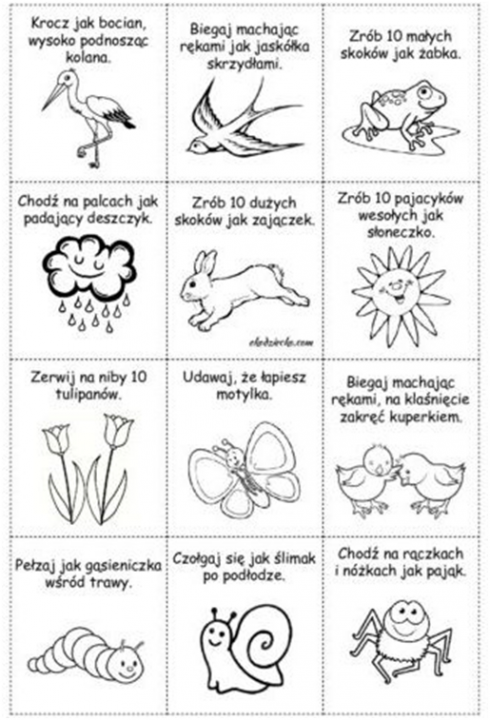 Krocz jak bocian,
wysoko podnosząc
kolana.
Biegaj machając
rękami jak jaskółka
skrzydłami.
Zrób 10 małych
skoków jak żabka.
Chodź na palcach jak
padający deszczyk.
Zrób 10 dużych
skoków jak zajączek.
Zrób 10 pajacyków
wesołych jak
słoneczko.
Zerwij na niby 10
tulipanów.
Udawaj, że łapiesz
motylka.
Biegaj machając
rękami, na klaśnięcie
zakręć kuperkiem.
Pełzaj jak gąsieniczka
wśród trawy.
Czołgaj się jak ślimak
po podłodze.
Chodź na rączkach
i nóżkach jak pająk.